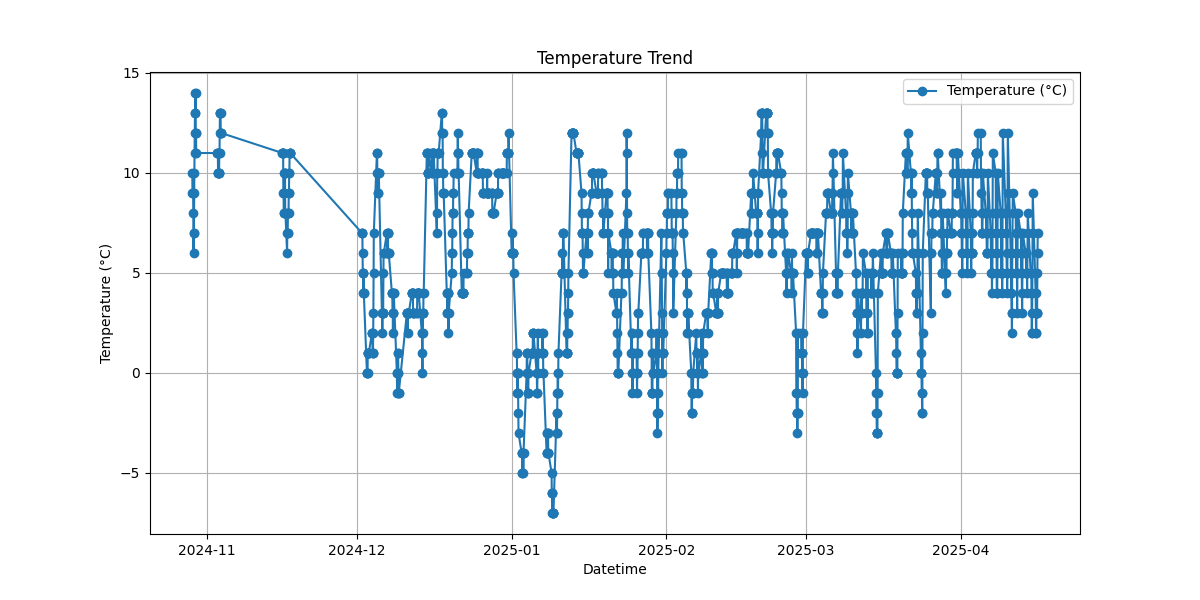 Temperature Trend
Temperature (°C)
15
10
5
0
−5
Temperature (°C)
2024-11
2024-12
2025-01
2025-02
2025-03
2025-04
Datetime